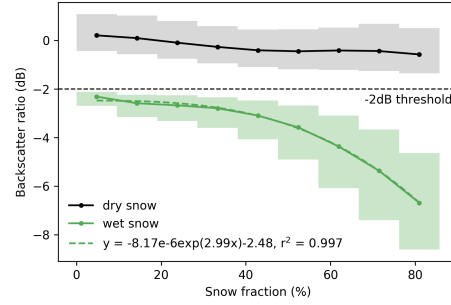 0
−2
−4
−6
−8
Backscatter ratio (dB)
-2dB threshold
dry snow
wet snow
y = -8.17e-6exp(2.99x)-2.48, r² = 0.997
0 20 40 60 80
Snow fraction (%)